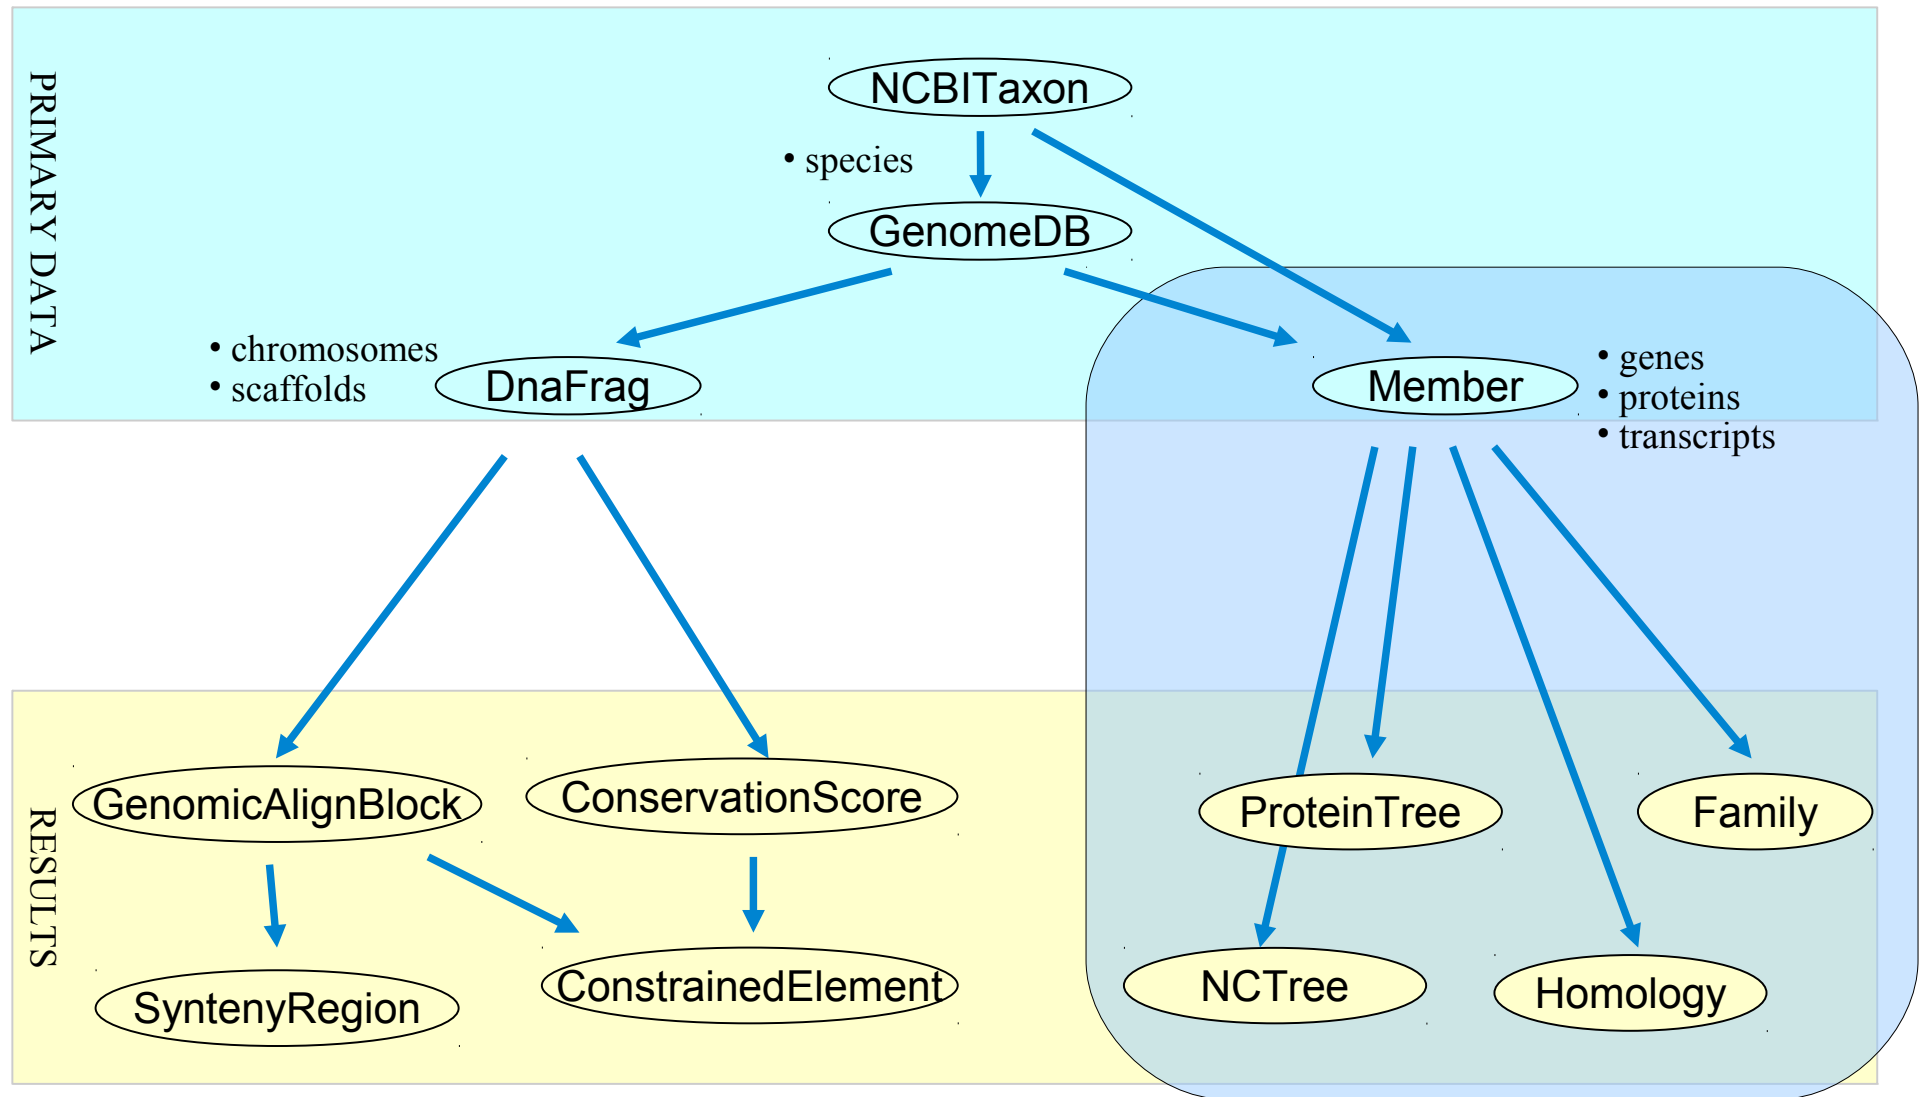 PRIMARY DATA
NCBITaxon
• species
GenomeDB
• chromosomes
• scaffolds
DnaFrag
Member
• genes
• proteins
• transcripts
RESULTS
GenomicAlignBlock
ConservationScore
ProteinTree
Family
SyntenyRegion
ConstrainedElement
NCTree
Homology